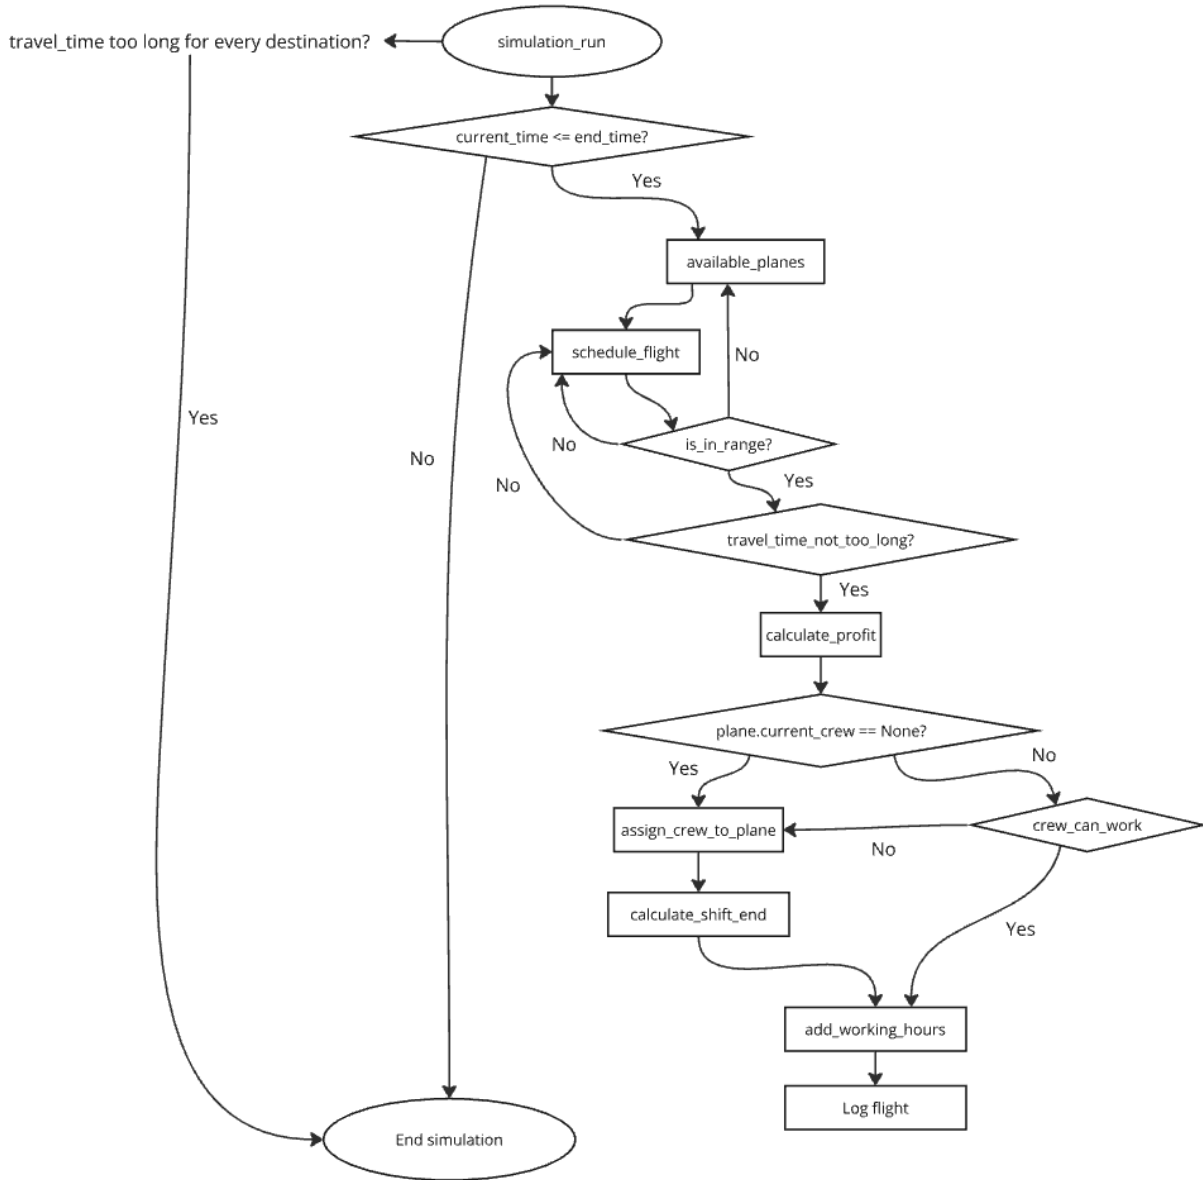 simulation_run
travel_time too long for every destination?
current_time <= end_time?
Yes
available_planes
schedule_flight
No
is_in_range?
No
Yes
Yes
No
No
travel_time_not_too_long?
Yes
calculate_profit
plane.current_crew == None?
Yes
No
assign_crew_to_plane
crew_can_work
No
calculate_shift_end
Yes
add_working_hours
Log flight
End simulation